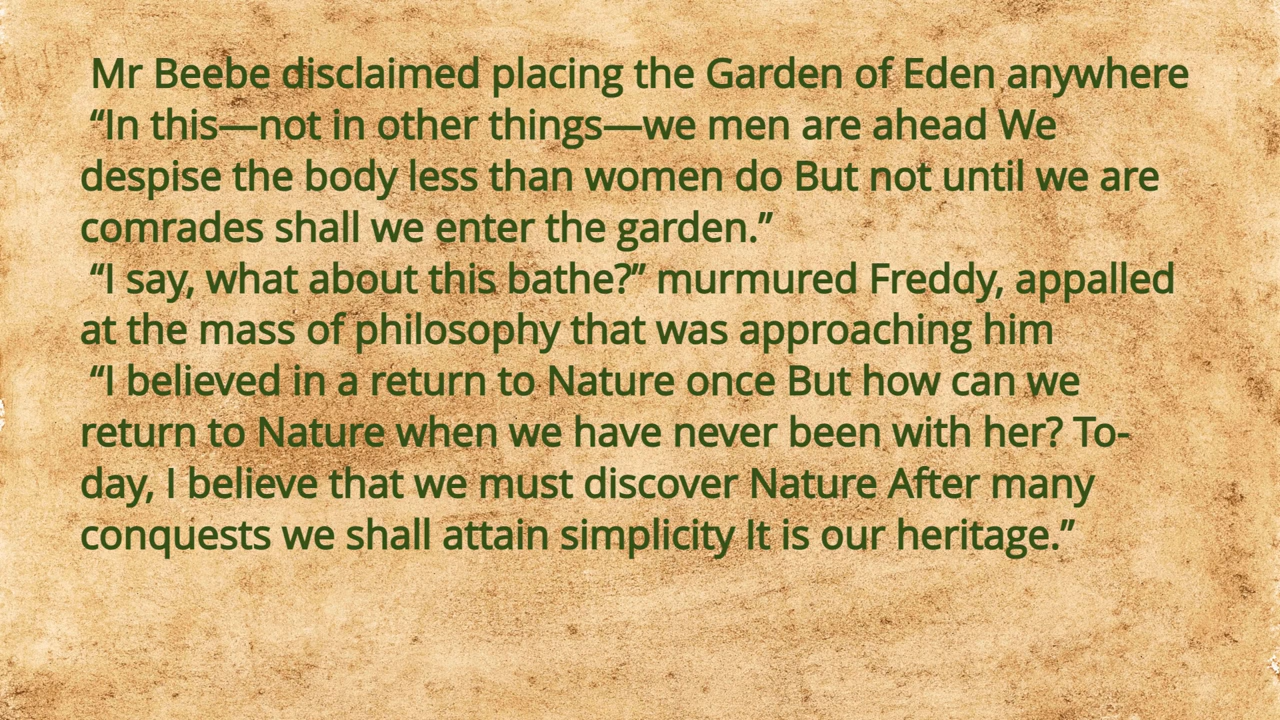 Mr Beebe disclaimed placing the Garden of Eden anywhere
“In this—not in other things—we men are ahead We
despise the body less than women do But not until we are
comrades shall we enter the garden.”
“I say, what about this bathe?” murmured Freddy, appalled
at the mass of philosophy that was approaching him
“I believed in a return to Nature once But how can we
return to Nature when we have never been with her? To-
day, I believe that we must discover Nature After many
conquests we shall attain simplicity It is our heritage.”